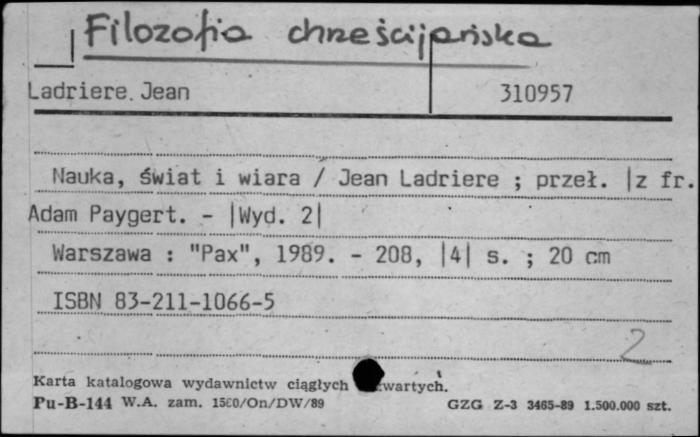 Filozofia chrześcijańska
Ladriere. Jean 310957
Nauka, świat i wiara / Jean Ladriere ; przeł. |z fr.
Adam Paygert. - |Wyd. 2|
Warszawa : "Pax", 1989. - 208, |4| s. ; 20 cm
ISBN 83-211-1066-5
2
Karta katalogowa wydawnictw ciągłych wartych.
Pu-B-144 W.A. zam. /On/DW/89 GZG Z-3 3465-89 1.500.000 szt.